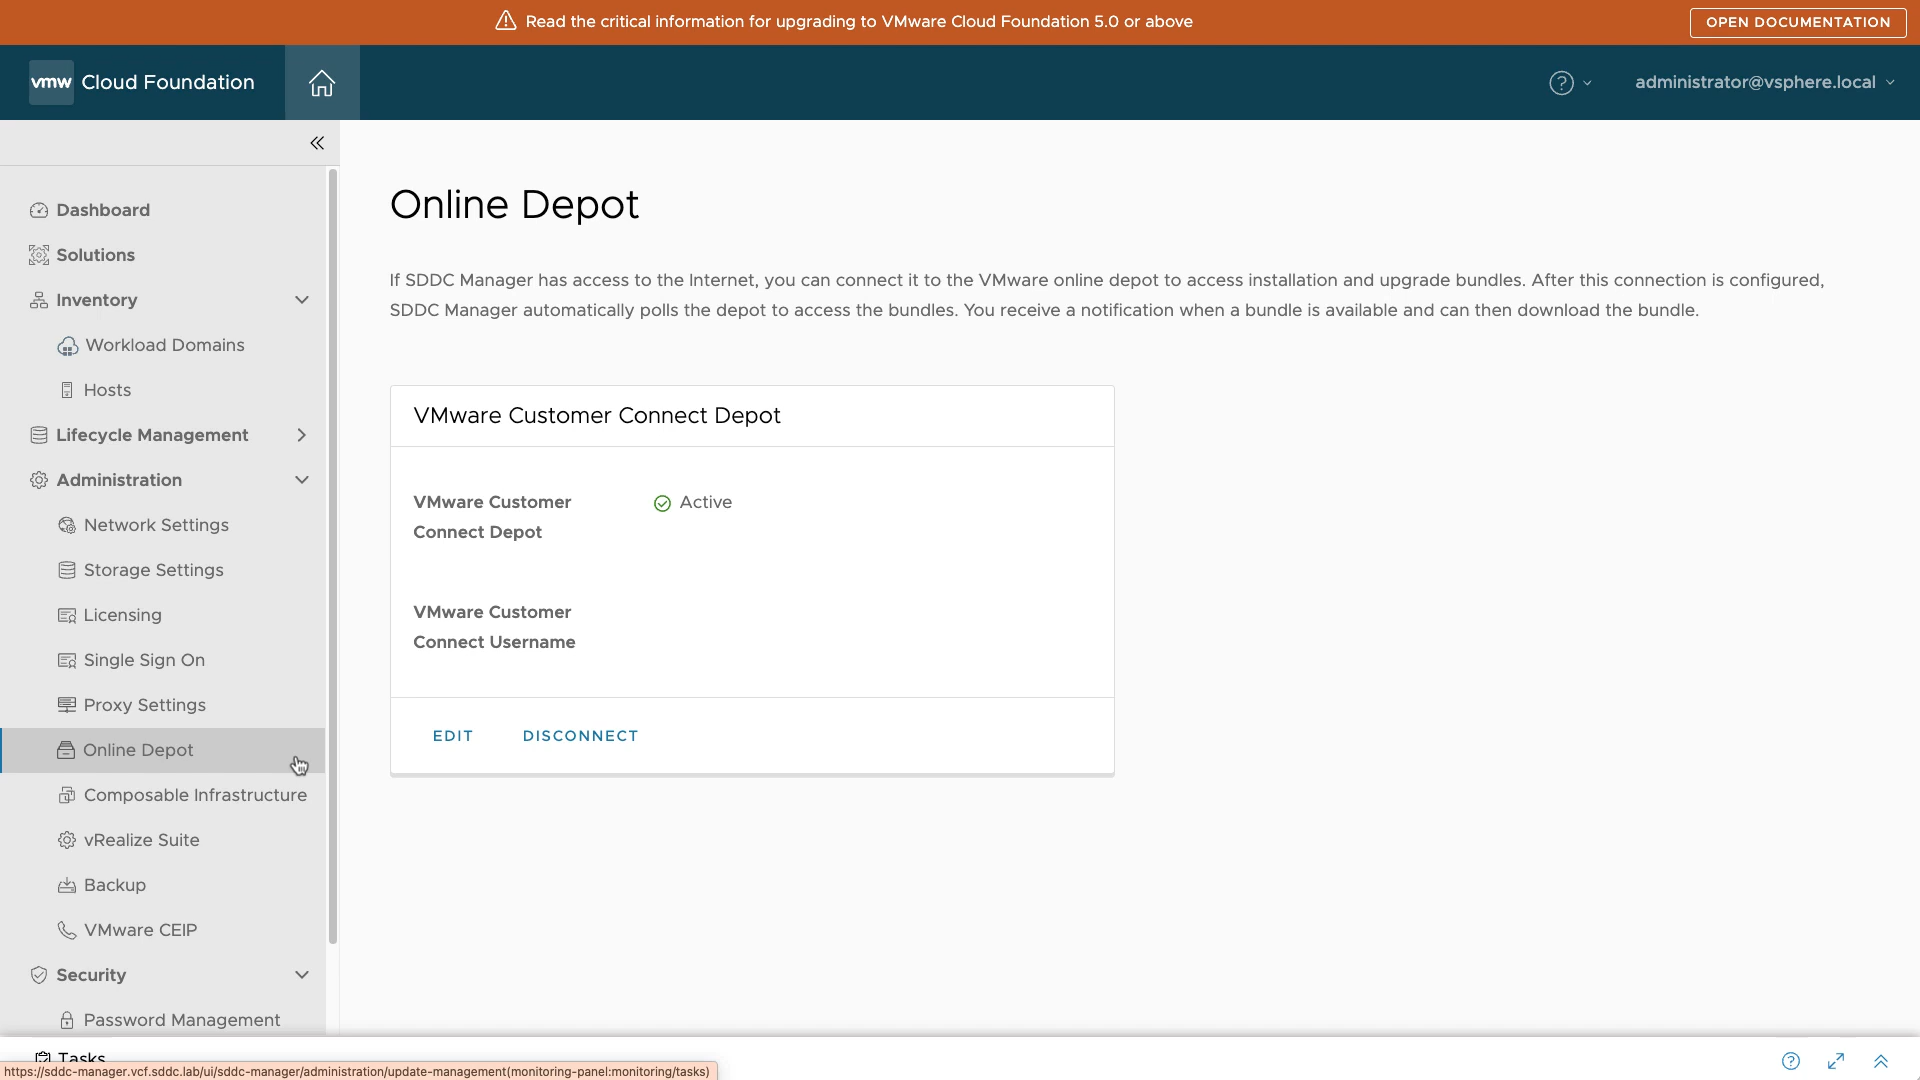 Read the critical information for upgrading to VMware Cloud Foundation 5.0 or above
OPEN DOCUMENTATION
vmw Cloud Foundation
administrator@vsphere.local
Dashboard
Solutions
Inventory
Workload Domains
Hosts
Lifecycle Management
Administration
Network Settings
Storage Settings
Licensing
Single Sign On
Proxy Settings
Online Depot
Composable Infrastructure
vRealize Suite
Backup
VMware CEIP
Security
Password Management
Online Depot
If SDDC Manager has access to the Internet, you can connect it to the VMware online depot to access installation and upgrade bundles. After this connection is configured,
SDDC Manager automatically polls the depot to access the bundles. You receive a notification when a bundle is available and can then download the bundle.
VMware Customer Connect Depot
VMware Customer
Connect Depot
Active
VMware Customer
Connect Username
EDIT DISCONNECT
Tasks
https://sddc-manager.vcf.sddc.lab/ui/sddc-manager/administration/update-management(monitoring-panel:monitoring/tasks)